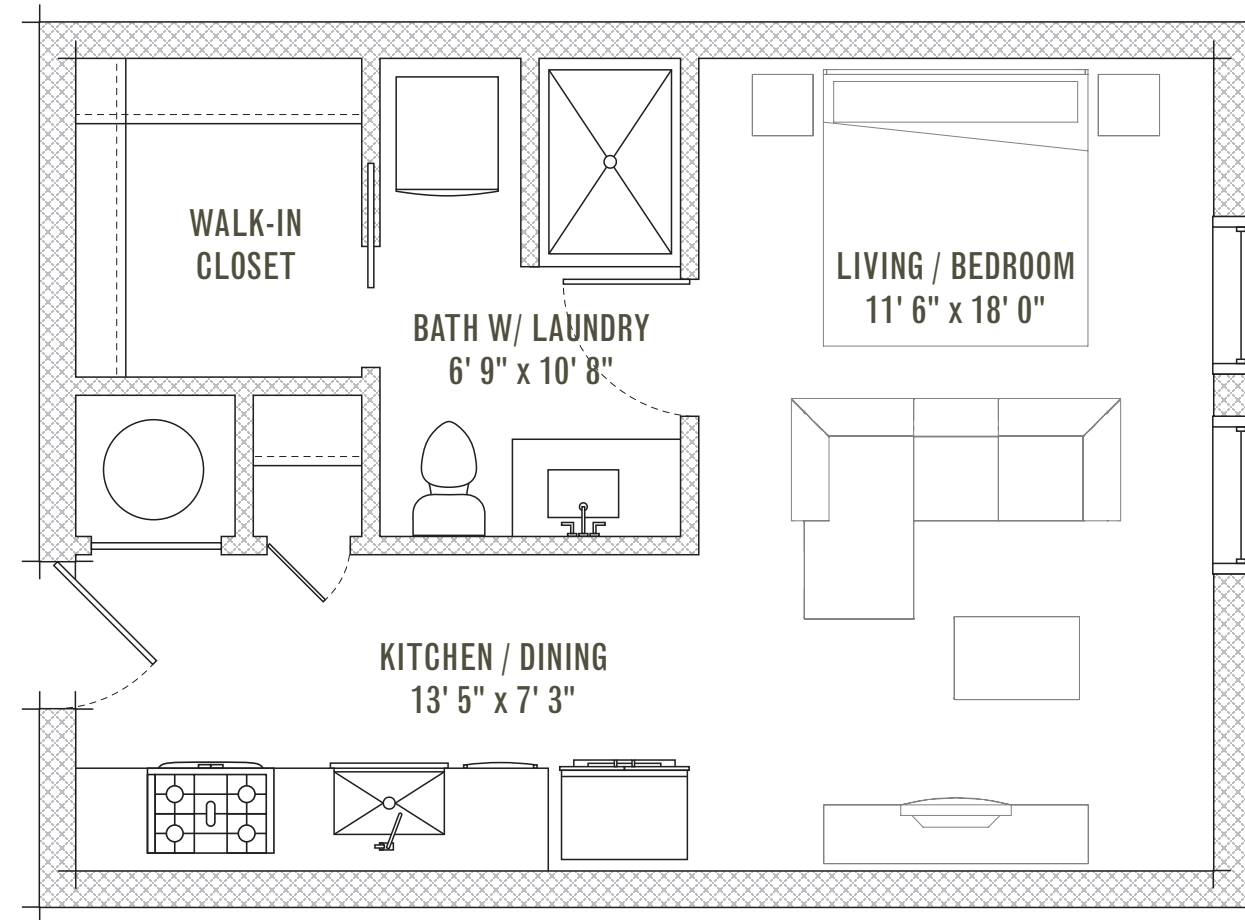 WALK-IN
CLOSET
LIVING / BEDROOM
11' 6" x 18' 0"
BATH W/ LAUNDRY
6' 9" x 10' 8"
KITCHEN / DINING
13' 5" x 7' 3"